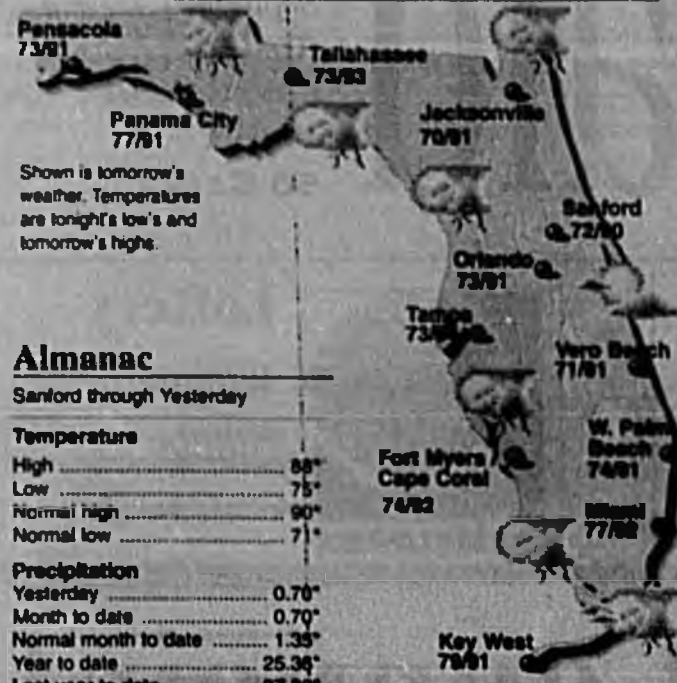 Pensacola
73/91
Tallahassee
73/93
Panama City
77/91
Jacksonville
70/91
Shown is tomorrow's
weather. Temperatures
are tonight's low's and
tomorrow's highs.
Sanford
72/90
Orlando
73/91
Tampa
Vero Beach
71/91
W. Palm
Beach
74/91
Fort Myers
Cape Coral
74/92
Miami
77/92
Key West
79/91
Almanac
Sanford through Yesterday
Temperature
High ........ 88°
Low ........ 75°
Normal high ........ 90°
Normal low ........ 71°
Precipitation
Yesterday ........ 0.70"
Month to date ........ 0.70"
Normal month to date ........ 1.35"
Year to date ........ 25.36"
Last year to date